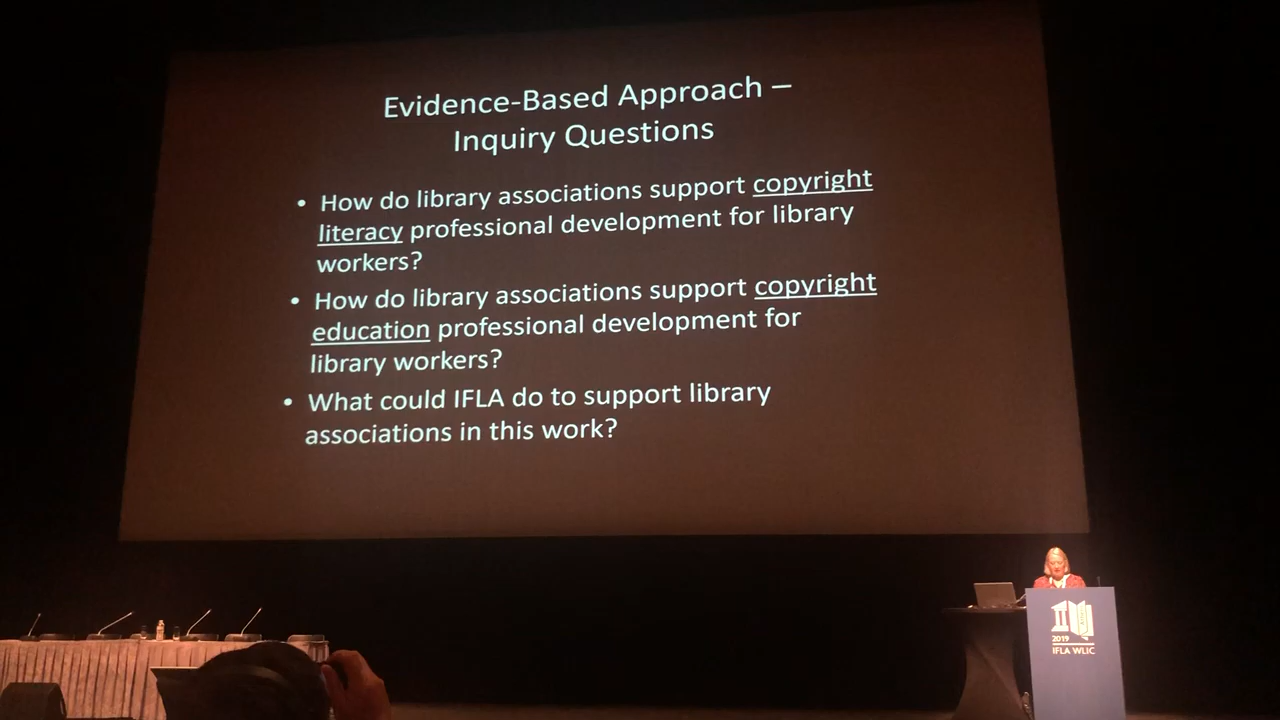 Evidence-Based Approach –
Inquiry Questions
• How do library associations support copyright
literacy professional development for library
workers?
• How do library associations support copyright
education professional development for
library workers?
• What could IFLA do to support library
associations in this work?
2019
IFLA WLIC